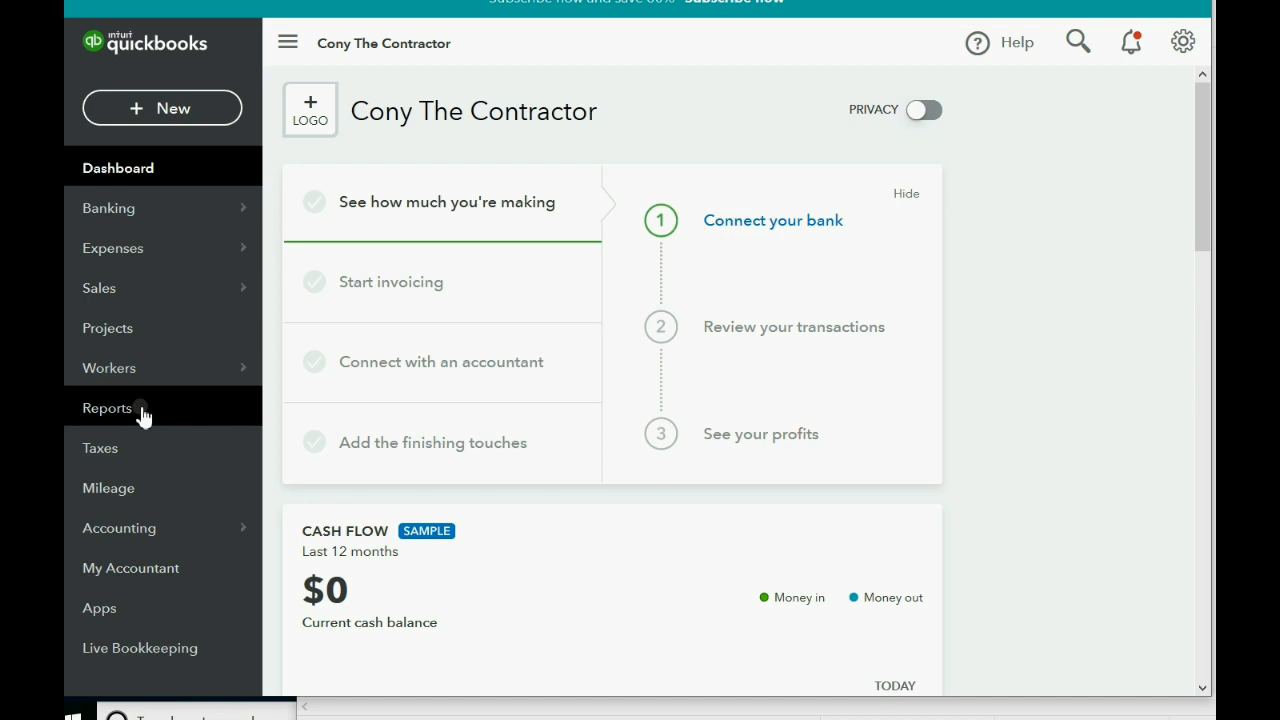 Subscribe now
intuit
quickbooks
Cony The Contractor
Help
+ New
+
LOGO
Cony The Contractor
PRIVACY
Dashboard
Banking
Expenses
Sales
Projects
Workers
Reports
Taxes
Mileage
Accounting
My Accountant
Apps
Live Bookkeeping
See how much you're making
Start invoicing
Connect with an accountant
Add the finishing touches
Hide
1 Connect your bank
2 Review your transactions
3 See your profits
CASH FLOW SAMPLE
Last 12 months
$0
Current cash balance
Money in
Money out
TODAY